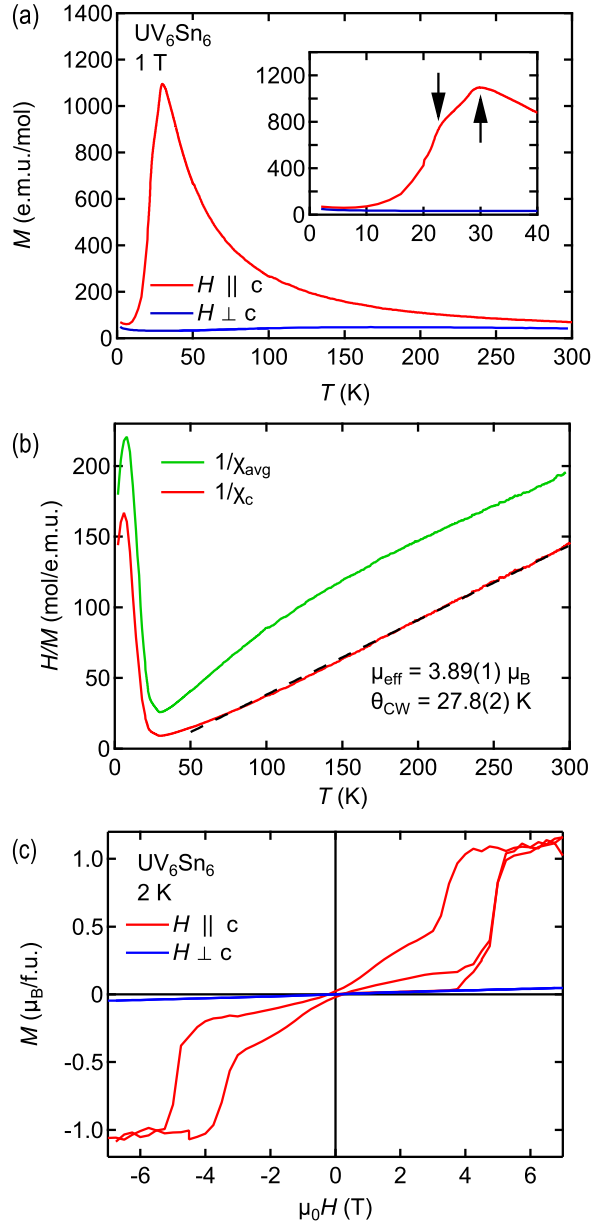 (a)
UV6Sn6
1 T
1400
1200
1000
800
600
400
200
0
M (e.m.u./mol)
1200
800
400
0
0 10 20 30 40
H || c
H ⊥ c
0 50 100 150 200 250 300
T (K)
(b)
200
150
100
50
0
H/M (mol/e.m.u.)
1/χavg
1/χc
μeff = 3.89(1) μB
θCW = 27.8(2) K
0 50 100 150 200 250 300
T (K)
(c)
UV6Sn6
2 K
H || c
H ⊥ c
1.0
0.5
0
-0.5
-1.0
M (μB/f.u.)
-6 -4 -2 0 2 4 6
μ0H (T)